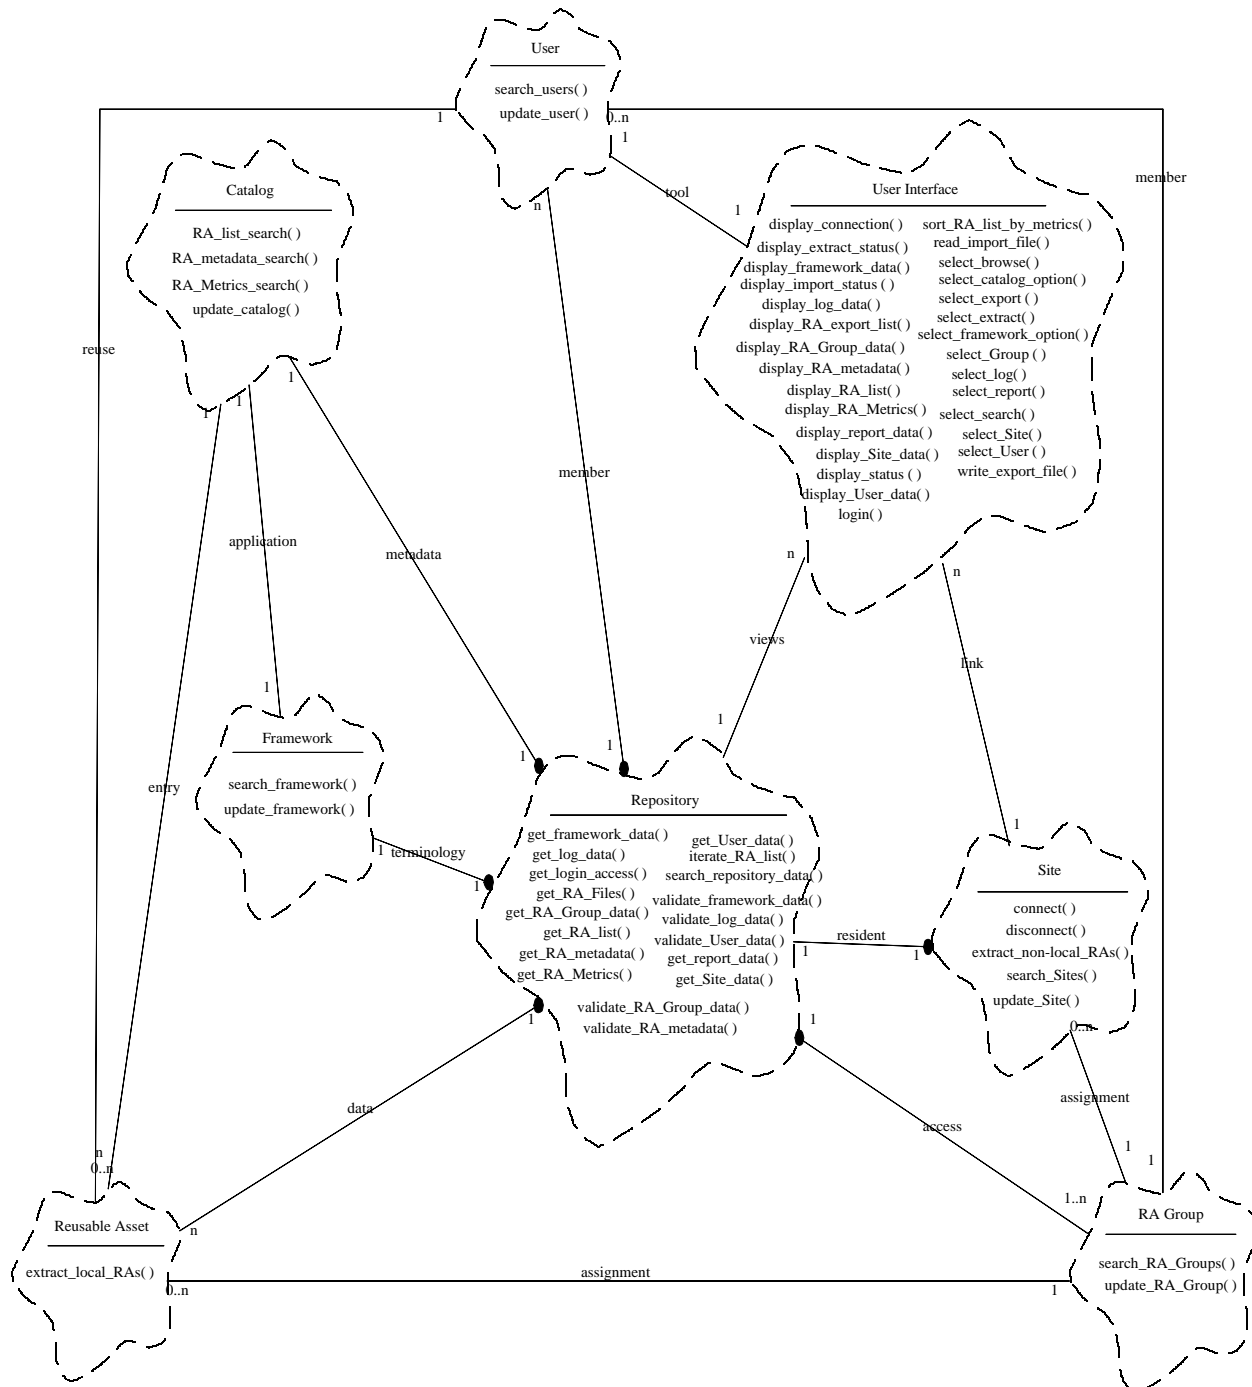 User
search_users( )
update_user( )
1
0..n
1
n
tool
1
member
Catalog
RA_list_search( )
RA_metadata_search( )
RA_Metrics_search( )
update_catalog( )
1
1
1
User Interface
display_connection( )
display_extract_status( )
display_framework_data( )
display_import_status ( )
display_log_data( )
display_RA_export_list( )
display_RA_Group_data( )
display_RA_metadata( )
display_RA_list( )
display_RA_Metrics( )
display_report_data( )
display_Site_data( )
display_status ( )
display_User_data( )
login( )
sort_RA_list_by_metrics( )
read_import_file( )
select_browse( )
select_catalog_option( )
select_export ( )
select_extract( )
select_framework_option( )
select_Group ( )
select_log( )
select_report( )
select_search( )
select_Site( )
select_User ( )
write_export_file( )
n
n
reuse
member
application
metadata
views
link
entry
1
1
1
1
1
Framework
search_framework( )
update_framework( )
1
terminology
1
Repository
get_framework_data( )
get_log_data( )
get_login_access( )
get_RA_Files( )
get_RA_Group_data( )
get_RA_list( )
get_RA_metadata( )
get_RA_Metrics( )
get_User_data( )
iterate_RA_list( )
search_repository_data( )
validate_framework_data( )
validate_log_data( )
validate_User_data( )
get_report_data( )
get_Site_data( )
validate_RA_Group_data( )
validate_RA_metadata( )
1
resident
1
1
1
Site
connect( )
disconnect( )
extract_non-local_RAs( )
search_Sites( )
update_Site( )
0..n
data
access
assignment
n
0..n
1
1
1..n
Reusable Asset
extract_local_RAs( )
n
0..n
assignment
1
RA Group
search_RA_Groups( )
update_RA_Group( )